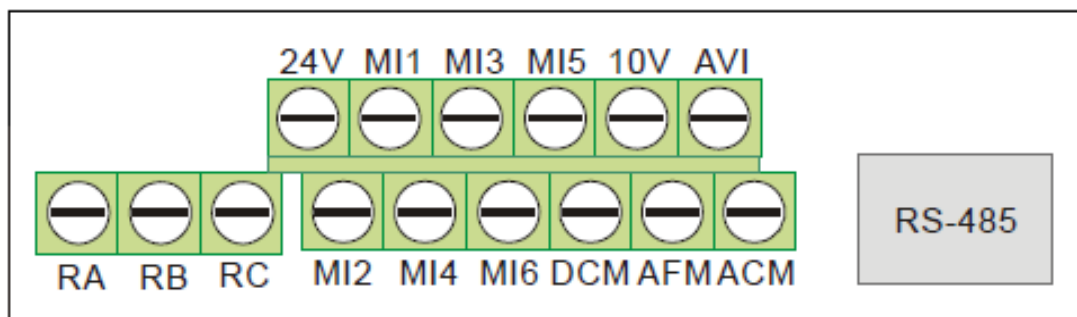 24V MI1 MI3 MI5 10V AVI
RS-485
RA RB RC MI2 MI4 MI6 DCM AFM ACM